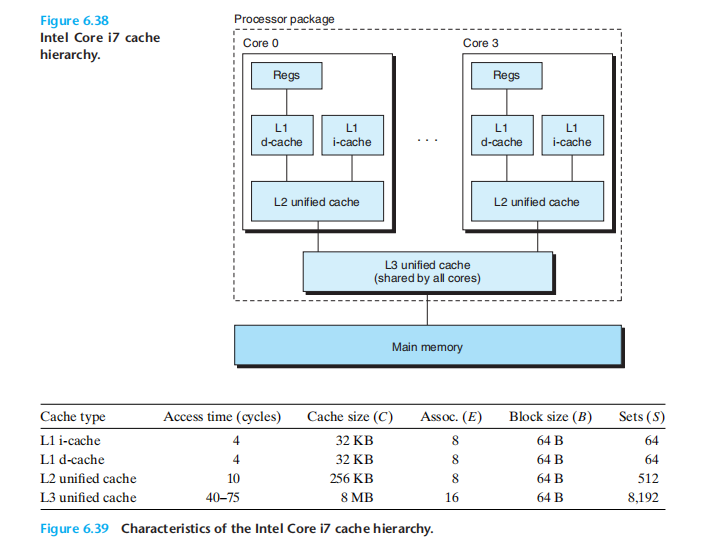 Figure 6.38
Intel Core i7 cache
hierarchy.
Processor package
Core 0
Core 3
Regs
Regs
L1
d-cache
L1
i-cache
. . .
L1
d-cache
L1
i-cache
L2 unified cache
L2 unified cache
L3 unified cache
(shared by all cores)
Main memory
Cache type Access time (cycles) Cache size (C) Assoc. (E) Block size (B) Sets (S)
L1 i-cache 4 32 KB 8 64 B 64
L1 d-cache 4 32 KB 8 64 B 64
L2 unified cache 10 256 KB 8 64 B 512
L3 unified cache 40–75 8 MB 16 64 B 8,192
Figure 6.39 Characteristics of the Intel Core i7 cache hierarchy.